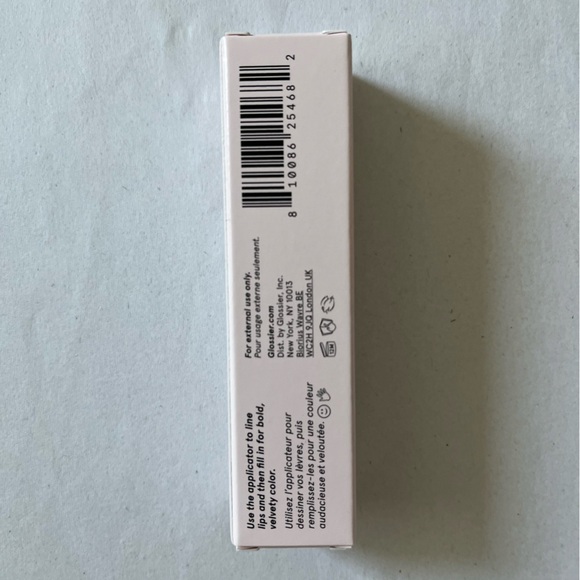 Use the applicator to line
lips and then fill in for bold,
velvety color.
Utilisez l'applicateur pour
dessiner vos lèvres, puis
remplissez-les pour une couleur
audacieuse et veloutée.
For external use only.
Pour usage externe seulement.
Glossier.com
Dist. by Glossier, Inc.
New York, NY 10013
Biorius Wavre BE
WC2H 9JQ London UK
12M
8 10086 25468 2